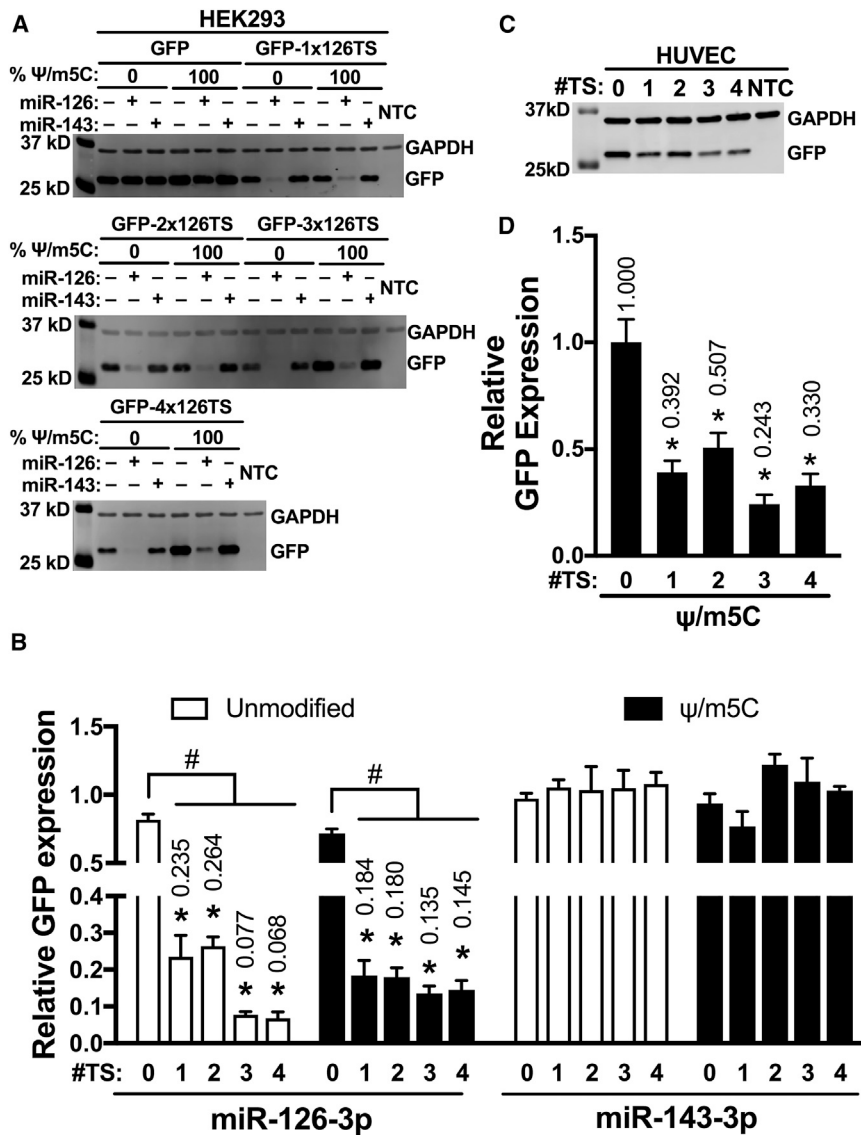 A
HEK293
GFP GFP-1x126TS
% Ψ/m5C: 0 100 0 100
miR-126: – + – – + – – + – – + –
miR-143: – – + – – + – – + – – + NTC
37 kD
GAPDH
GFP
25 kD
GFP-2x126TS GFP-3x126TS
% Ψ/m5C: 0 100 0 100
miR-126: – + – – + – – + – – + –
miR-143: – – + – – + – – + – – + NTC
37 kD
GAPDH
GFP
25 kD
GFP-4x126TS
% Ψ/m5C: 0 100
miR-126: – + – – + –
miR-143: – – + – – + NTC
37 kD
GAPDH
GFP
25 kD
C
HUVEC
#TS: 0 1 2 3 4 NTC
37kD
GAPDH
GFP
25kD
D
Relative
GFP Expression
1.5
1.0
0.5
0.0
1.000
* 0.392
* 0.507
* 0.243
* 0.330
#TS: 0 1 2 3 4
ψ/m5C
B
Unmodified ψ/m5C
Relative GFP expression
1.5
1.0
0.5
0.4
0.3
0.2
0.1
0.0
# #
* 0.235
* 0.264
* 0.077
* 0.068
* 0.184
* 0.180
* 0.135
* 0.145
#TS: 0 1 2 3 4 0 1 2 3 4 0 1 2 3 4 0 1 2 3 4
miR-126-3p miR-143-3p